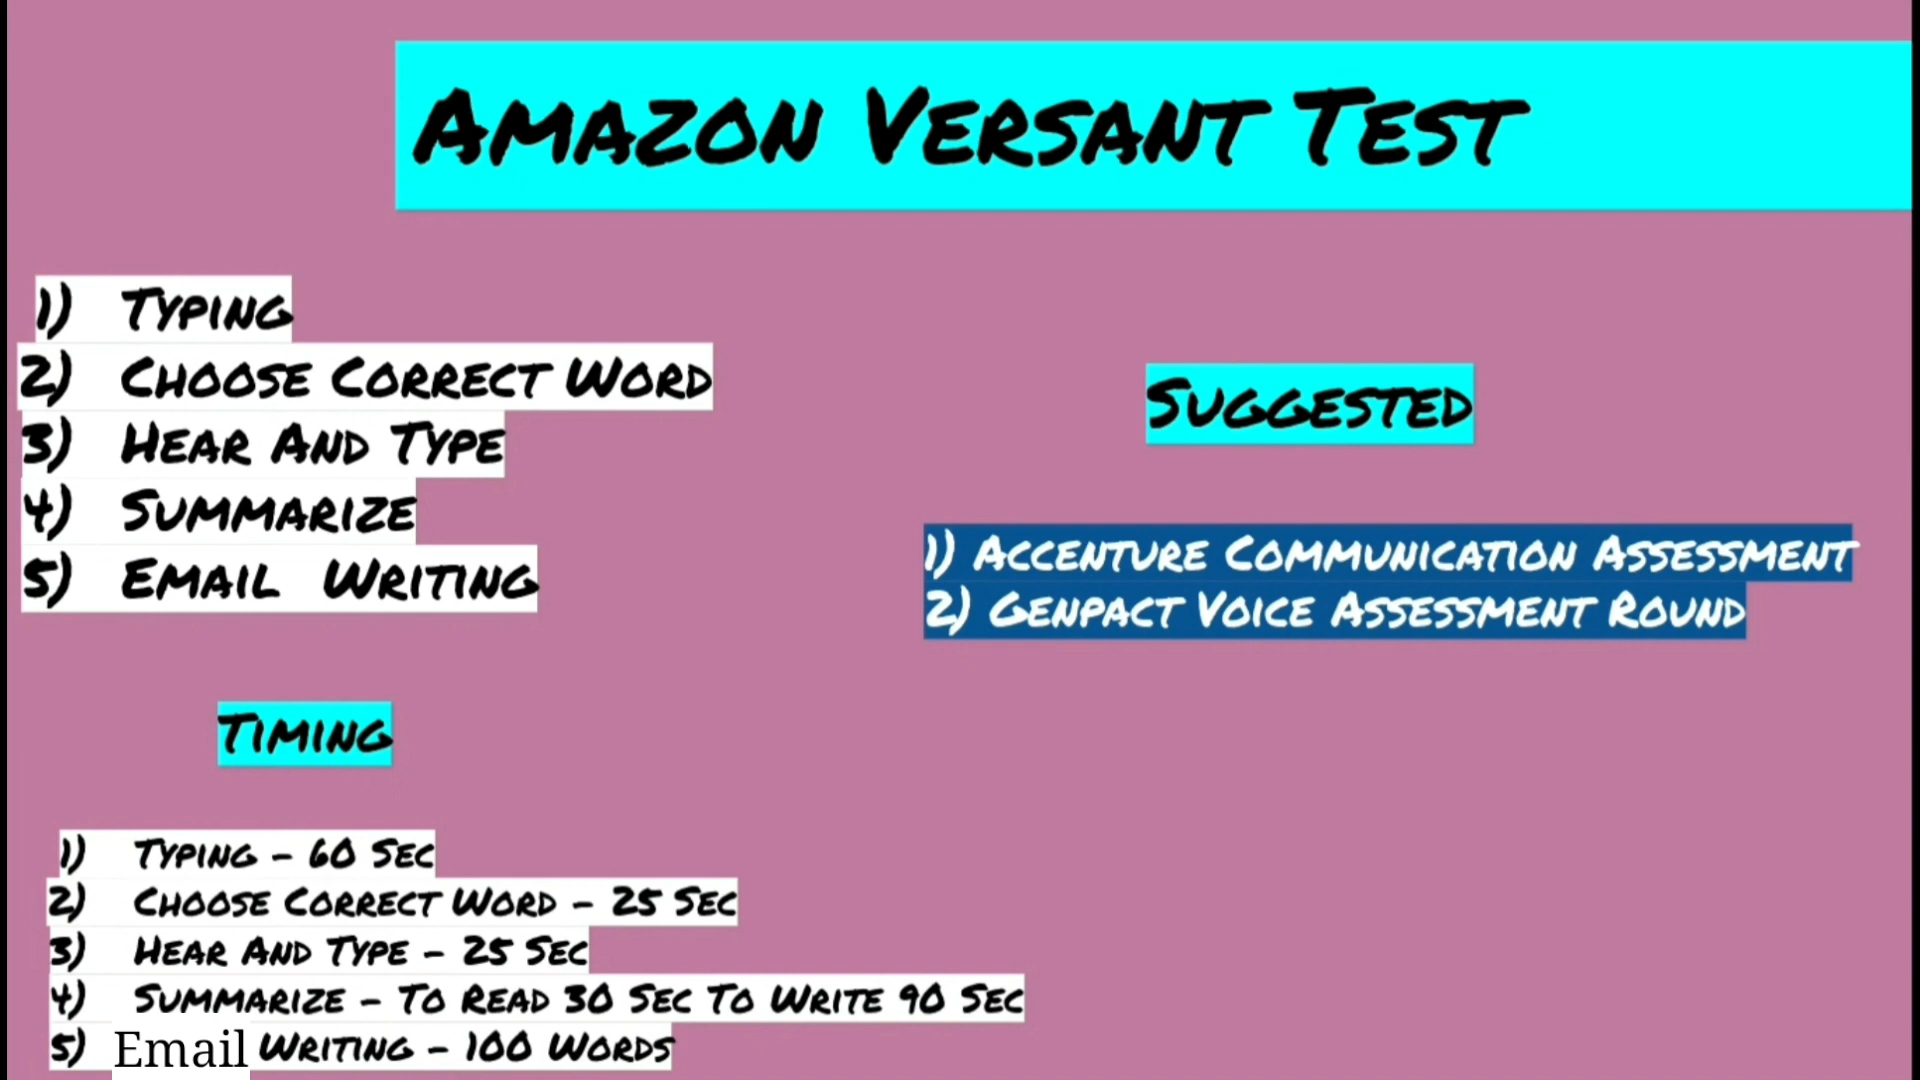 Amazon Versant Test
1) Typing
2) Choose Correct Word
3) Hear And Type
4) Summarize
5) Email Writing
Suggested
1) Accenture Communication Assessment
2) Genpact Voice Assessment Round
Timing
1) Typing - 60 Sec
2) Choose Correct Word - 25 Sec
3) Hear And Type - 25 Sec
4) Summarize - To Read 30 Sec To Write 90 Sec
5) Email Writing - 100 Words